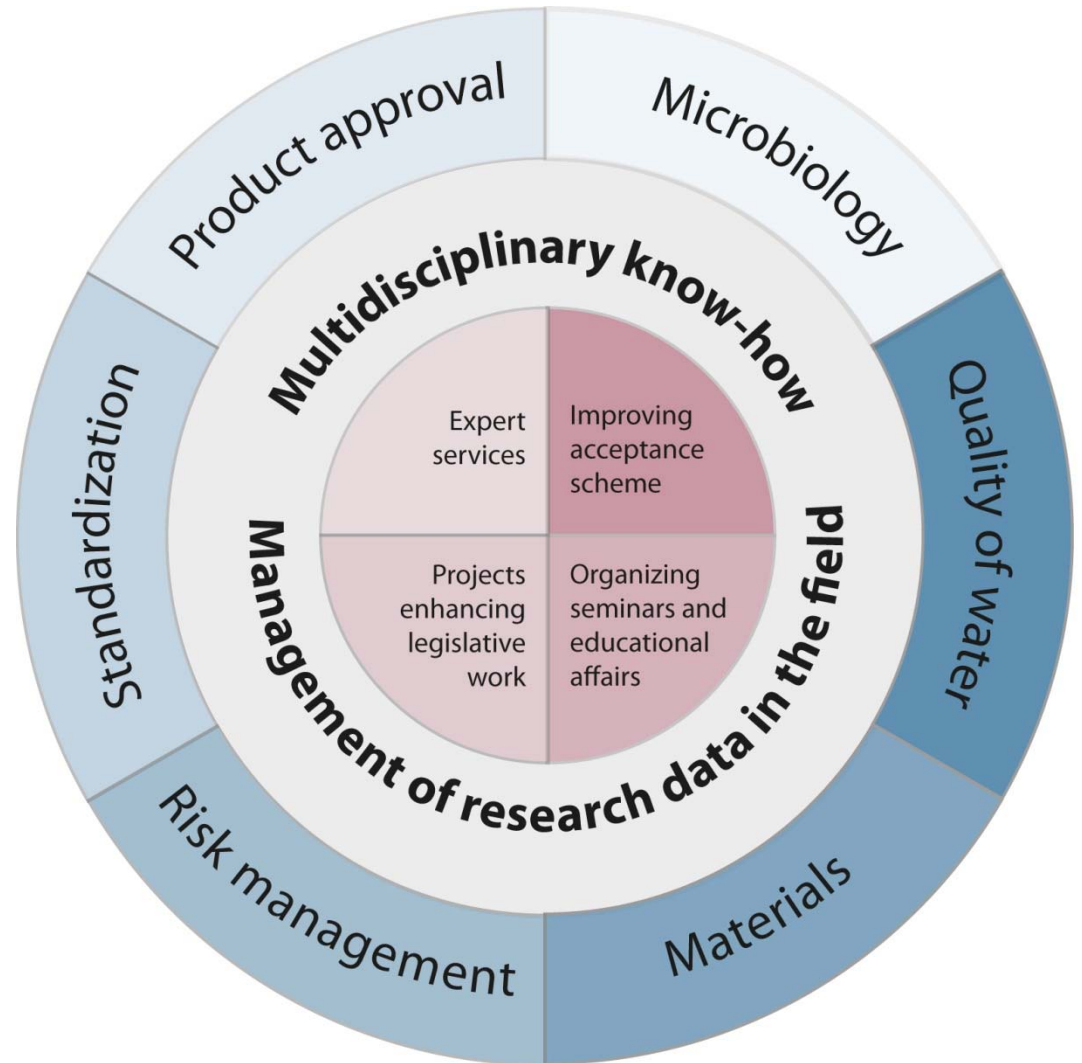 Product approval
Microbiology
Quality of water
Materials
Risk management
Standardization
Multidisciplinary know-how
Management of research data in the field
Expert
services
Improving
acceptance
scheme
Projects
enhancing
legislative
work
Organizing
seminars and
educational
affairs